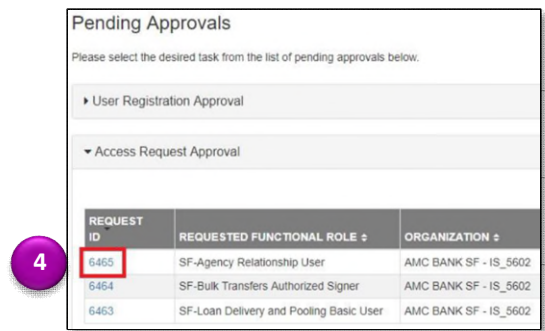 Pending Approvals
Please select the desired task from the list of pending approvals below.
User Registration Approval
Access Request Approval
REQUEST
ID REQUESTED FUNCTIONAL ROLE ORGANIZATION
4 6465 SF-Agency Relationship User AMC BANK SF - IS_5602
6464 SF-Bulk Transfers Authorized Signer AMC BANK SF - IS_5602
6463 SF-Loan Delivery and Pooling Basic User AMC BANK SF - IS_5602